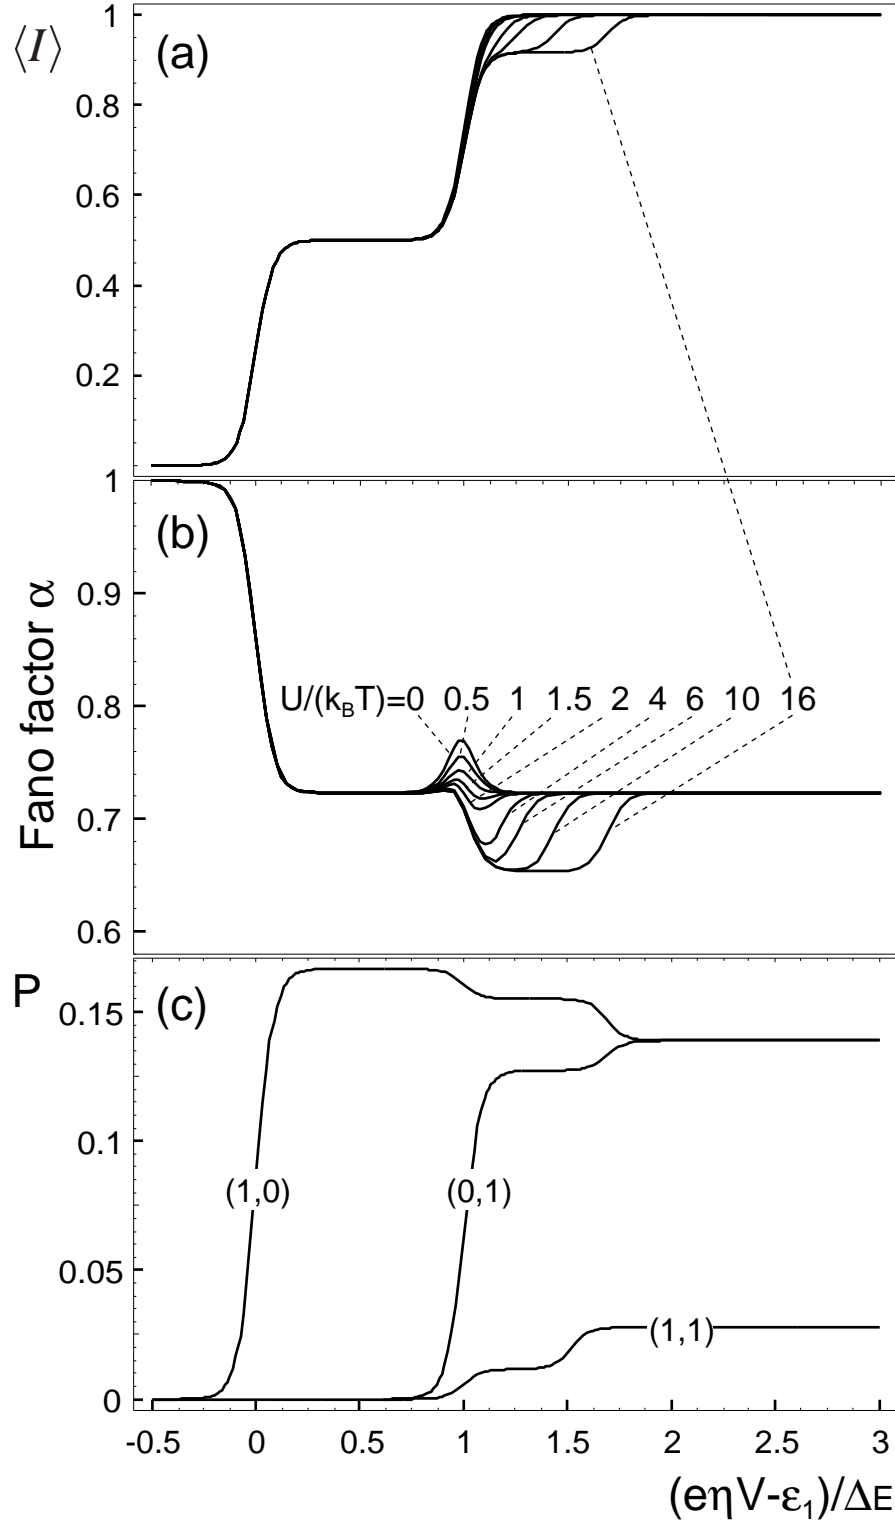 ⟨I⟩
(a)
1
0.8
0.6
0.4
0.2
1
(b)
Fano factor α
0.9
0.8
0.7
0.6
U/(k_BT)=0 0.5 1 1.5 2 4 6 10 16
P
(c)
0.15
0.1
0.05
0
(1,0)
(0,1)
(1,1)
-0.5 0 0.5 1 1.5 2 2.5 3
(eηV-ε₁)/ΔE